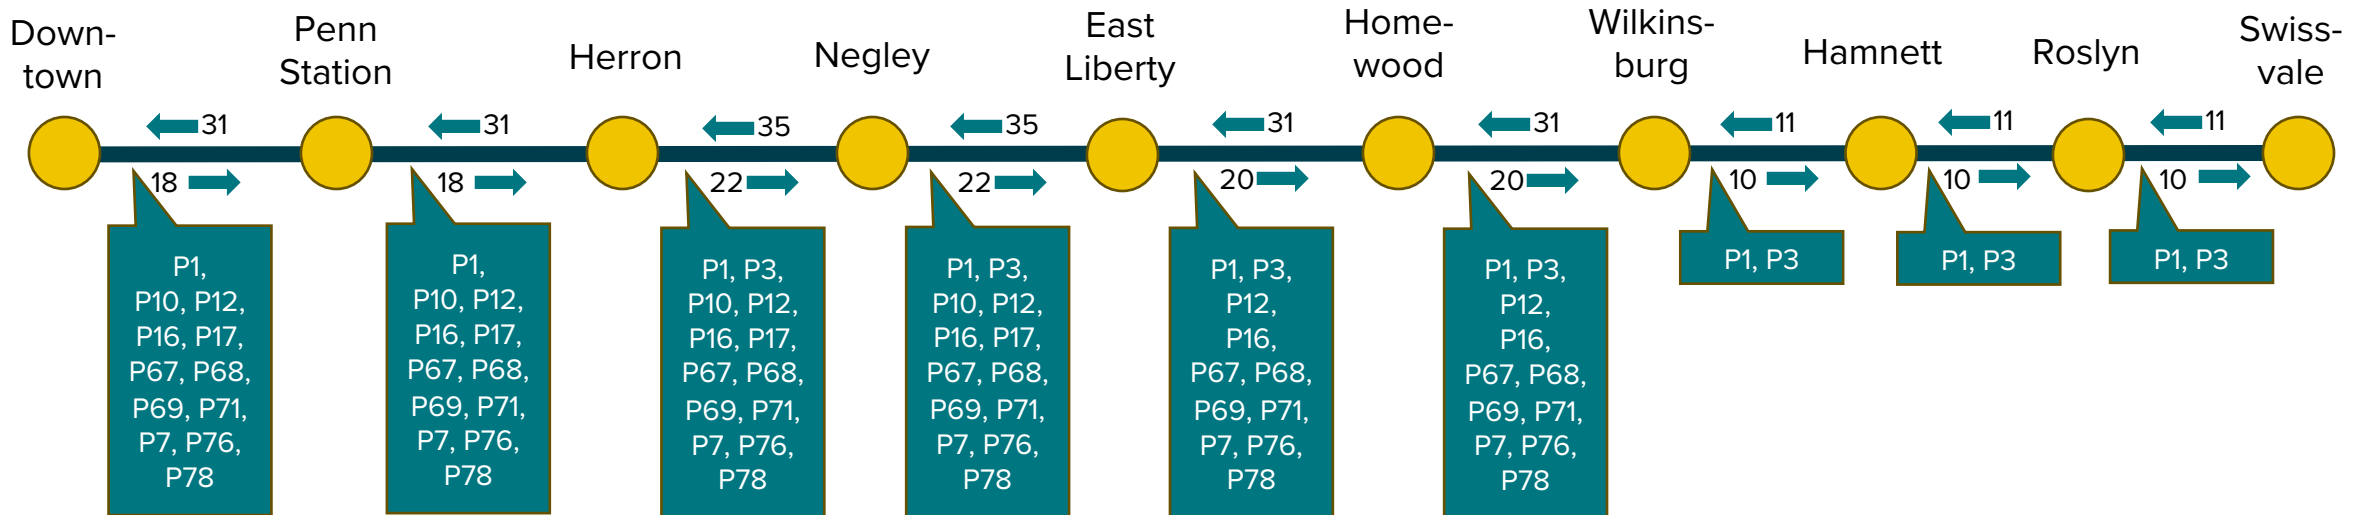 Down-
town
Penn
Station
Herron
Negley
East
Liberty
Home-
wood
Wilkins-
burg
Hamnett
Roslyn
Swiss-
vale
31
31
35
35
31
31
11
11
11
18
18
22
22
20
20
10
10
10
P1,
P10, P12,
P16, P17,
P67, P68,
P69, P71,
P7, P76,
P78
P1,
P10, P12,
P16, P17,
P67, P68,
P69, P71,
P7, P76,
P78
P1, P3,
P10, P12,
P16, P17,
P67, P68,
P69, P71,
P7, P76,
P78
P1, P3,
P10, P12,
P16, P17,
P67, P68,
P69, P71,
P7, P76,
P78
P1, P3,
P12,
P16,
P67, P68,
P69, P71,
P7, P76,
P78
P1, P3,
P12,
P16,
P67, P68,
P69, P71,
P7, P76,
P78
P1, P3
P1, P3
P1, P3